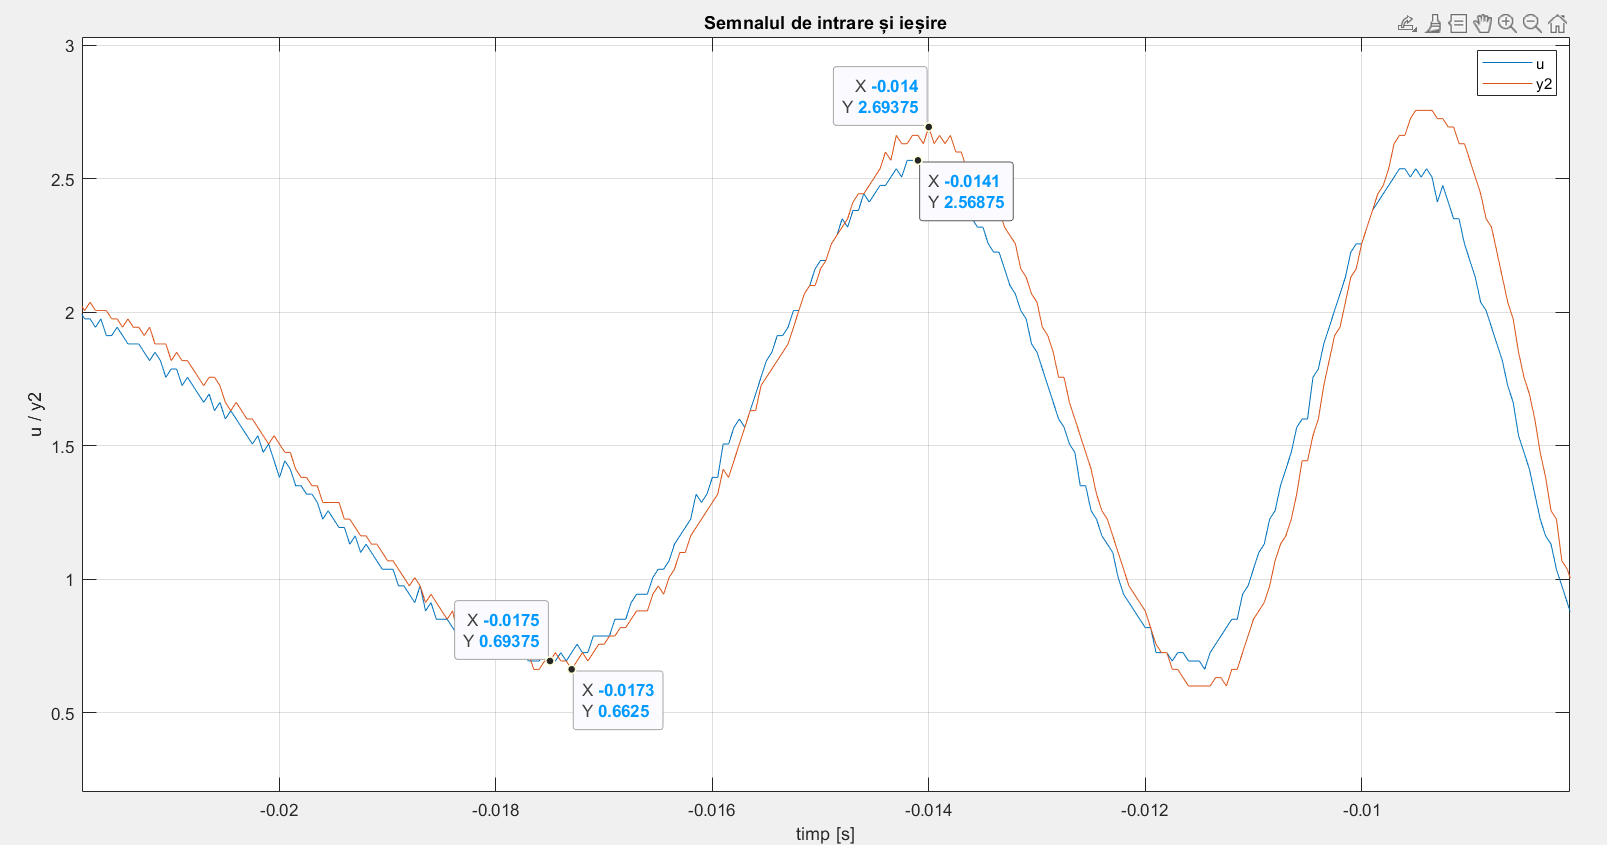 Semnalul de intrare și ieșire
u
y2
X -0.014
Y 2.69375
X -0.0141
Y 2.56875
X -0.0175
Y 0.69375
X -0.0173
Y 0.6625
3
2.5
2
1.5
1
0.5
u / y2
-0.02
-0.018
-0.016
-0.014
-0.012
-0.01
timp [s]